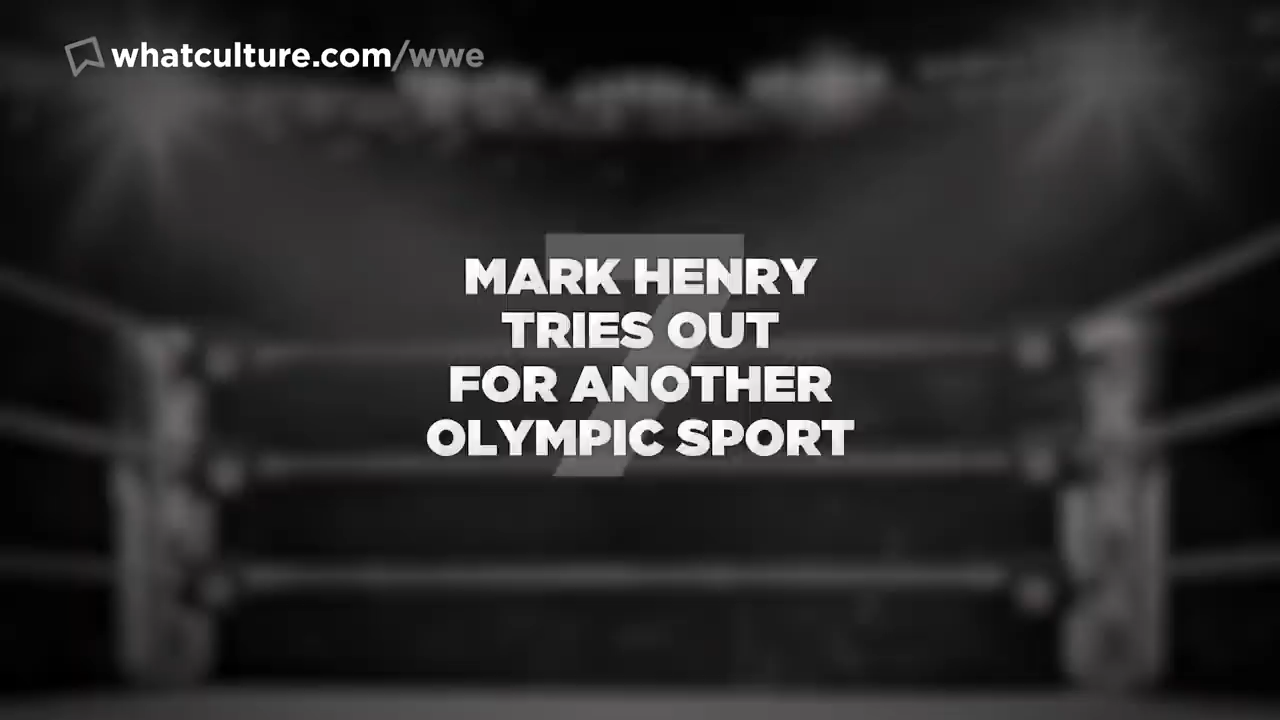 whatculture.com/wwe
7
MARK HENRY
TRIES OUT
FOR ANOTHER
OLYMPIC SPORT